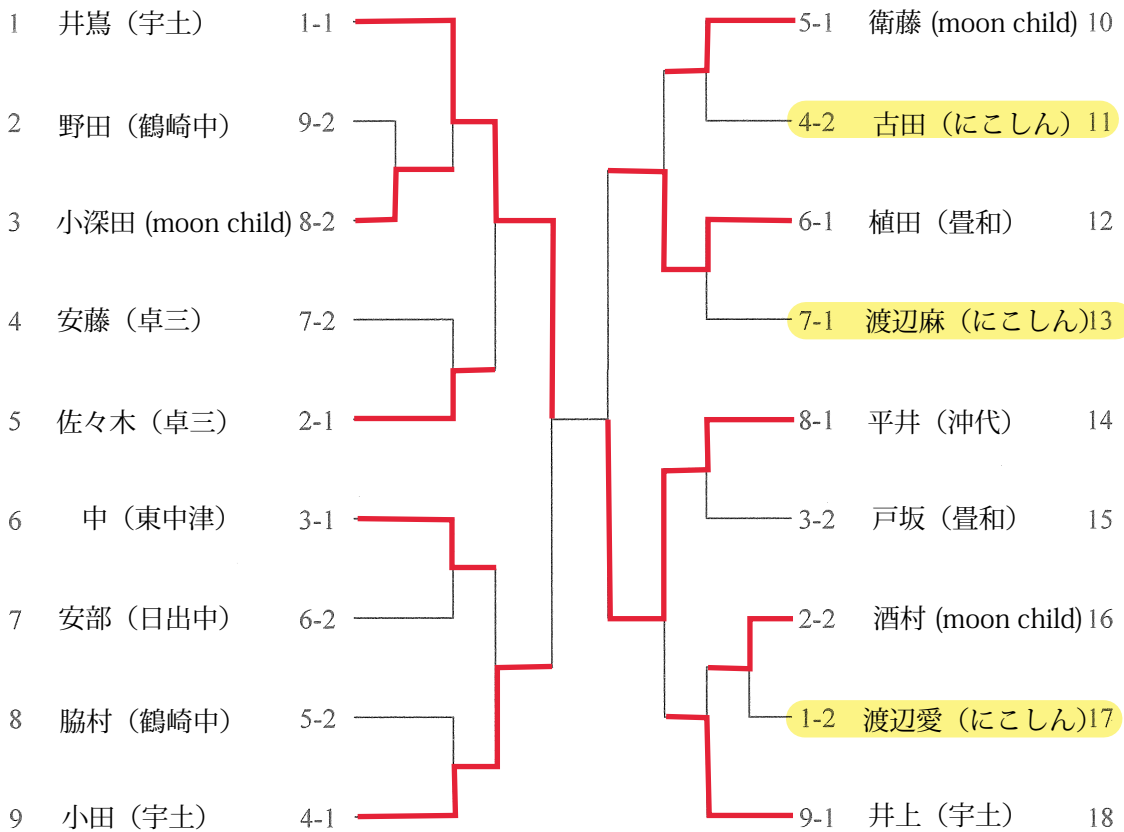 1 井嶌（宇土） 1-1
2 野田（鶴崎中） 9-2
3 小深田 (moon child) 8-2
4 安藤（卓三） 7-2
5 佐々木（卓三） 2-1
6 中（東中津） 3-1
7 安部（日出中） 6-2
8 脇村（鶴崎中） 5-2
9 小田（宇土） 4-1
5-1 衛藤 (moon child) 10
4-2 古田（にこしん） 11
6-1 植田（畳和） 12
7-1 渡辺麻（にこしん） 13
8-1 平井（沖代） 14
3-2 戸坂（畳和） 15
2-2 酒村 (moon child) 16
1-2 渡辺愛（にこしん） 17
9-1 井上（宇土） 18